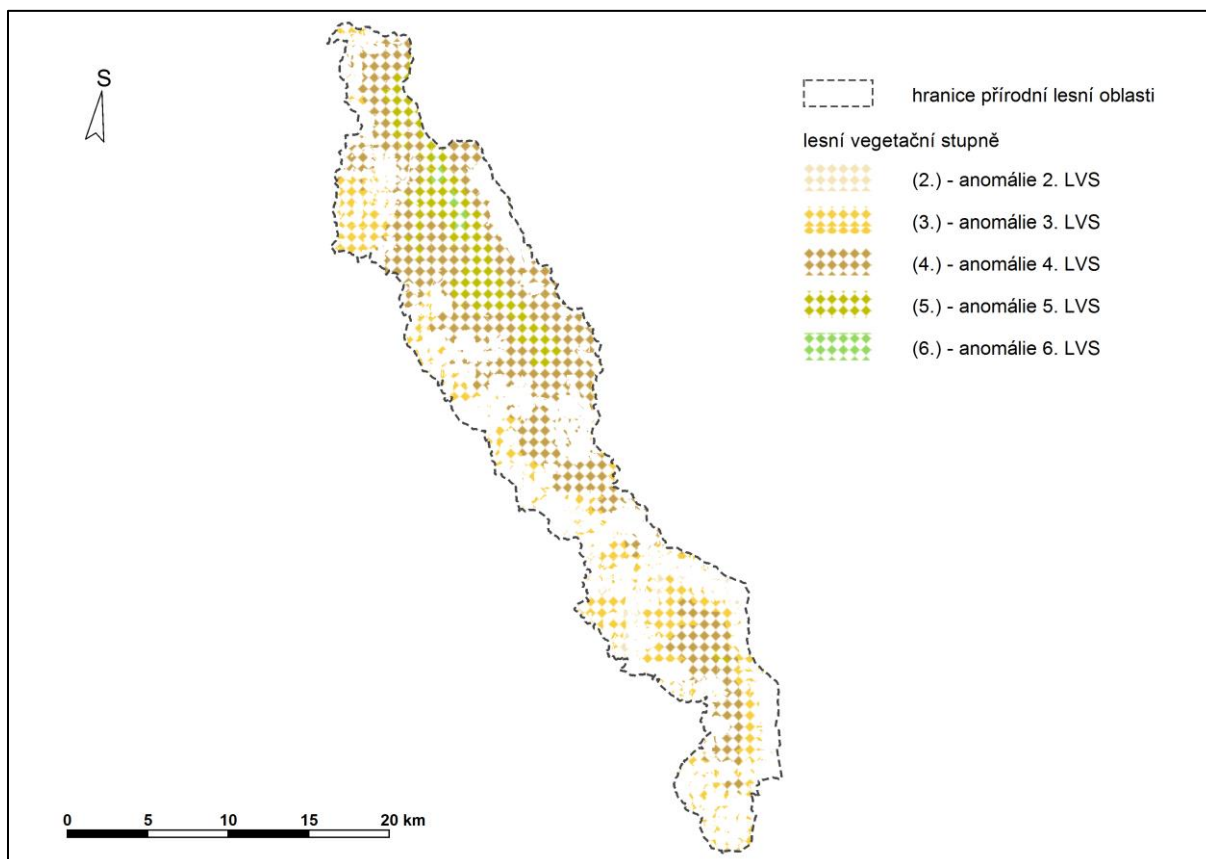 S
hranice přírodní lesní oblasti
lesní vegetační stupně
(2.) - anomálie 2. LVS
(3.) - anomálie 3. LVS
(4.) - anomálie 4. LVS
(5.) - anomálie 5. LVS
(6.) - anomálie 6. LVS
0 5 10 15 20 km